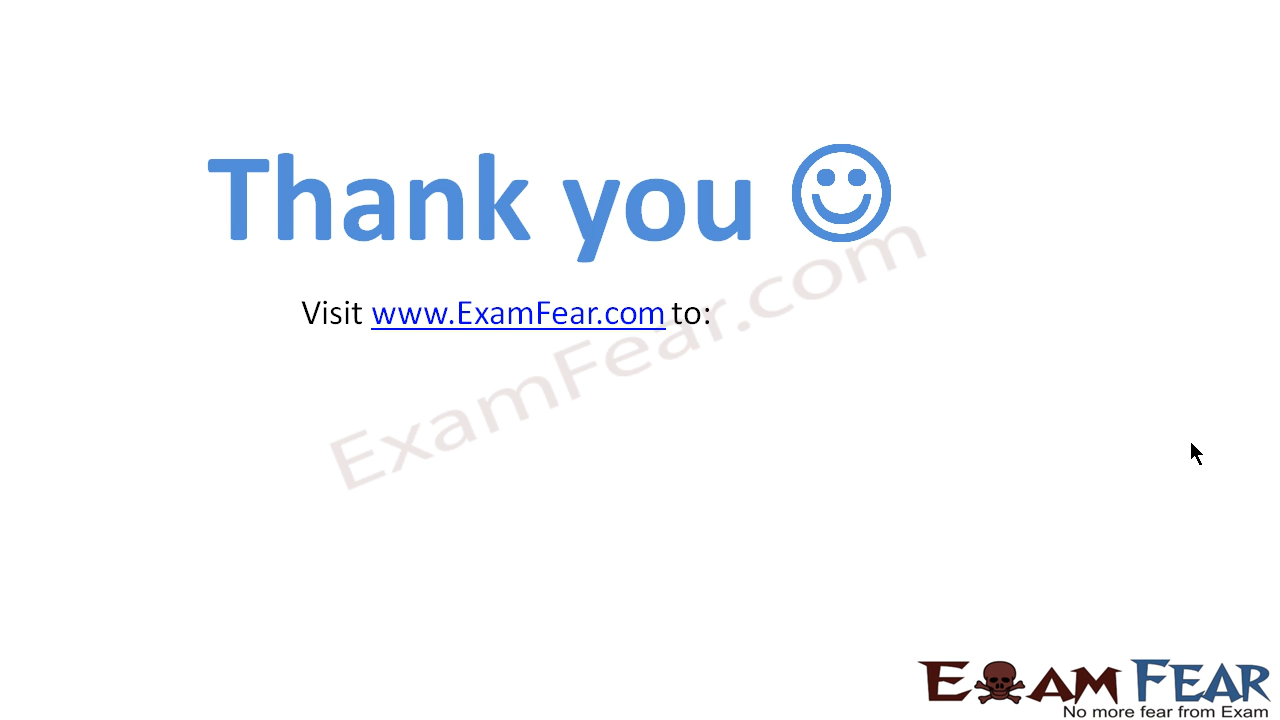 Thank you ☺
Visit www.ExamFear.com to:
ExamFear.com
EXAM FEAR
No more fear from Exam